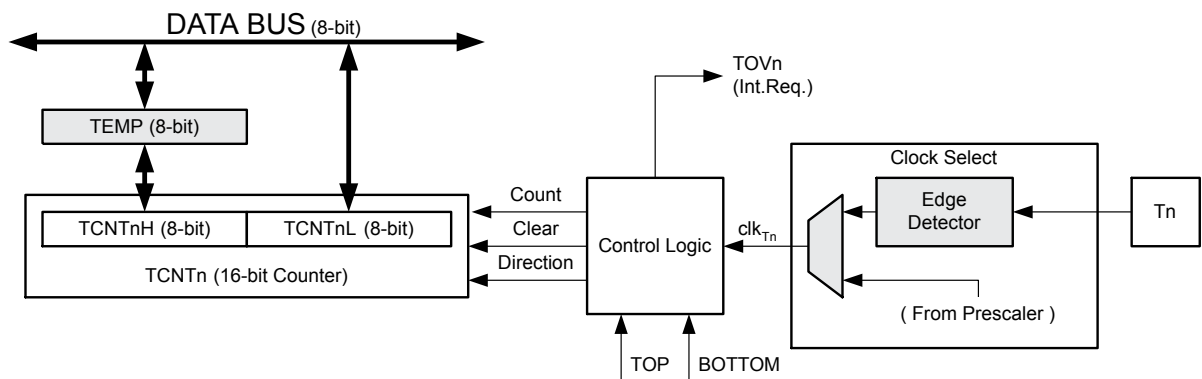 DATA BUS (8-bit)
TEMP (8-bit)
TCNTnH (8-bit)
TCNTnL (8-bit)
TCNTn (16-bit Counter)
Count
Clear
Direction
Control Logic
TOVn
(Int.Req.)
TOP
BOTTOM
clkTn
Clock Select
Edge
Detector
( From Prescaler )
Tn